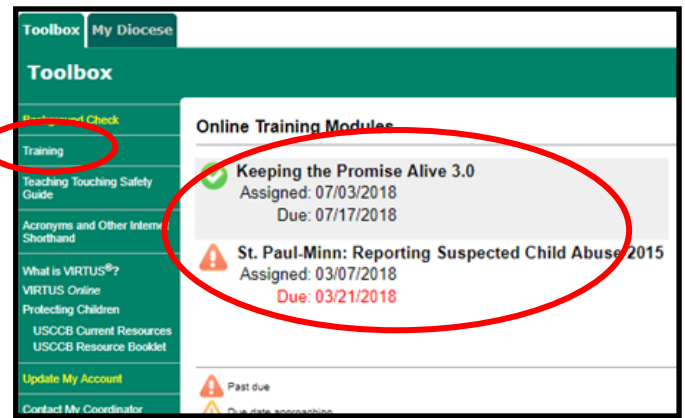 Toolbox My Diocese
Toolbox
Background Check
Training
Teaching Touching Safety
Guide
Acronyms and Other Internet
Shorthand
What is VIRTUS®?
VIRTUS Online
Protecting Children
USCCB Current Resources
USCCB Resource Booklet
Update My Account
Contact My Coordinator
Online Training Modules
Keeping the Promise Alive 3.0
Assigned: 07/03/2018
Due: 07/17/2018
St. Paul-Minn: Reporting Suspected Child Abuse 2015
Assigned: 03/07/2018
Due: 03/21/2018
Past due
Due date approaching